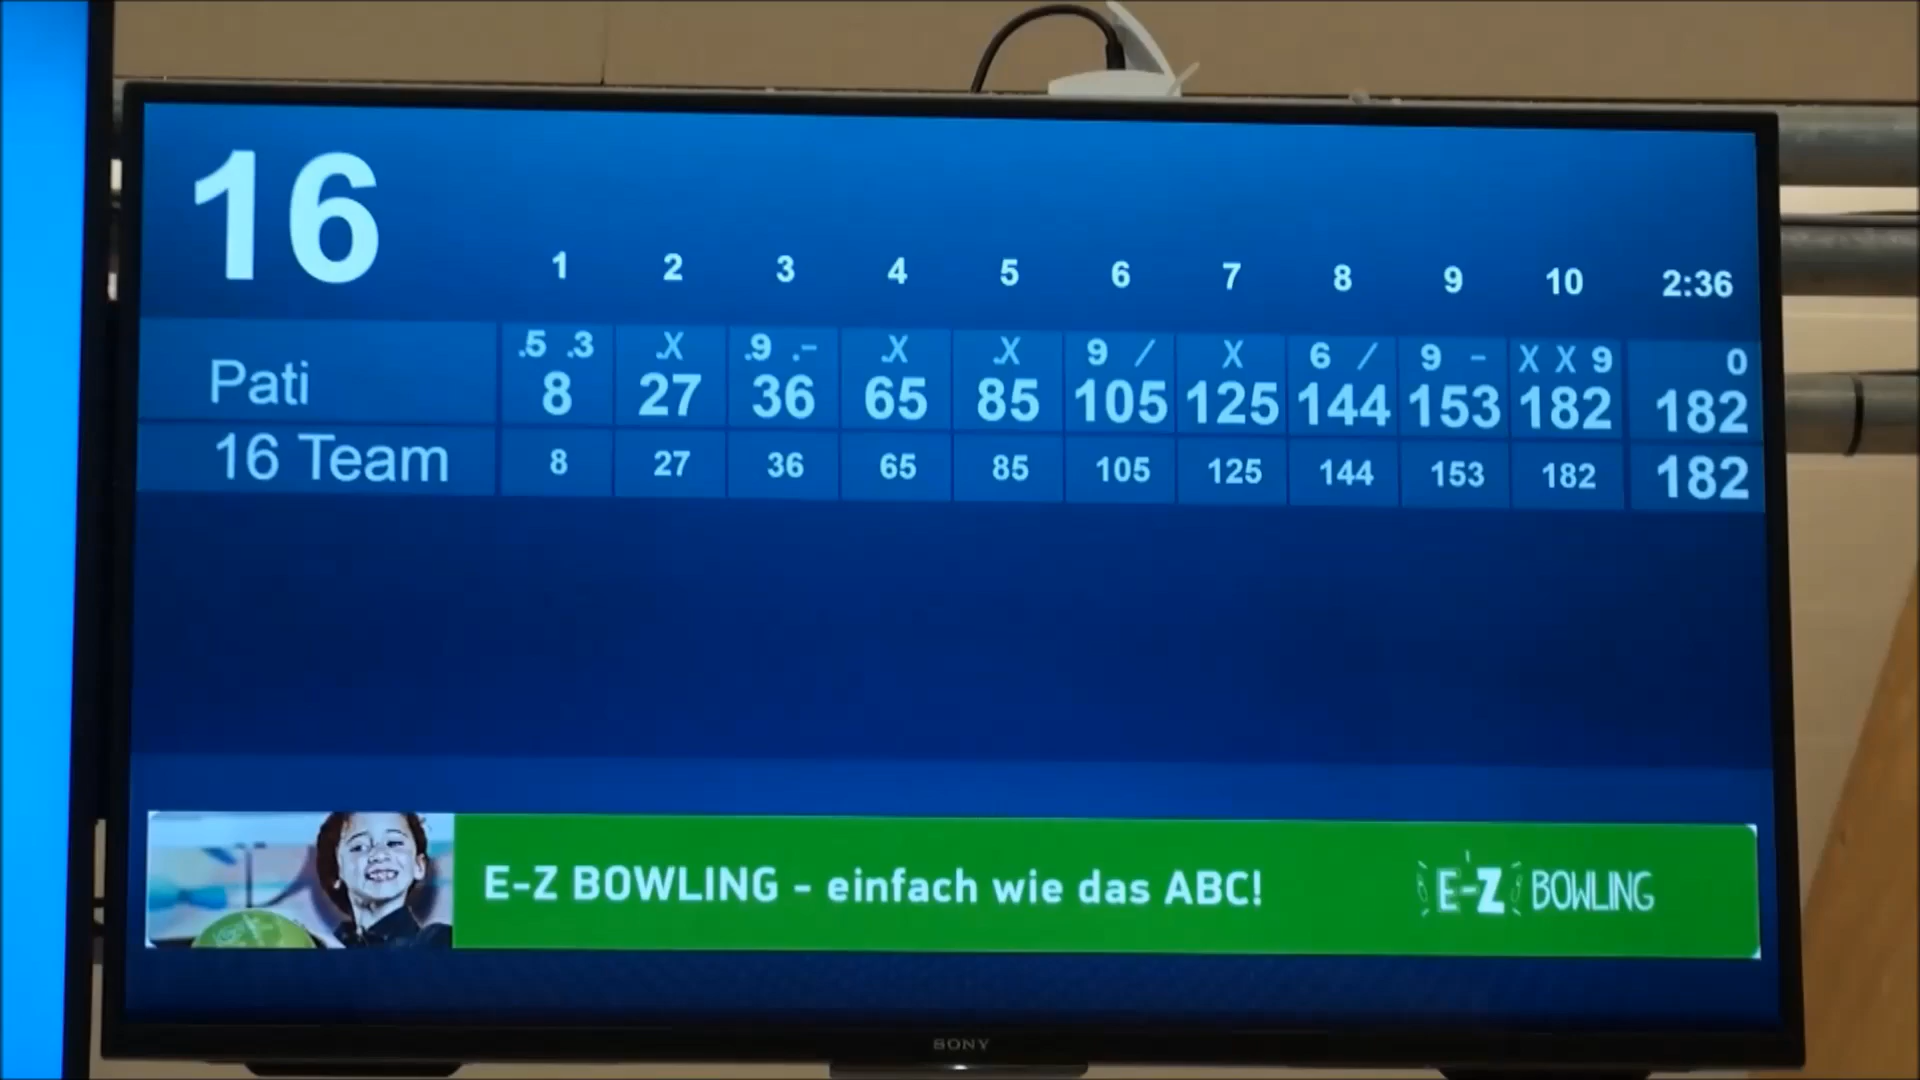 16
1 2 3 4 5 6 7 8 9 10 2:36
.5 .3 .X .9 .- .X .X 9 / X 6 / 9 - X X 9 0
Pati 8 27 36 65 85 105 125 144 153 182 182
16 Team 8 27 36 65 85 105 125 144 153 182 182
E-Z BOWLING - einfach wie das ABC!
E-Z BOWLING
SONY